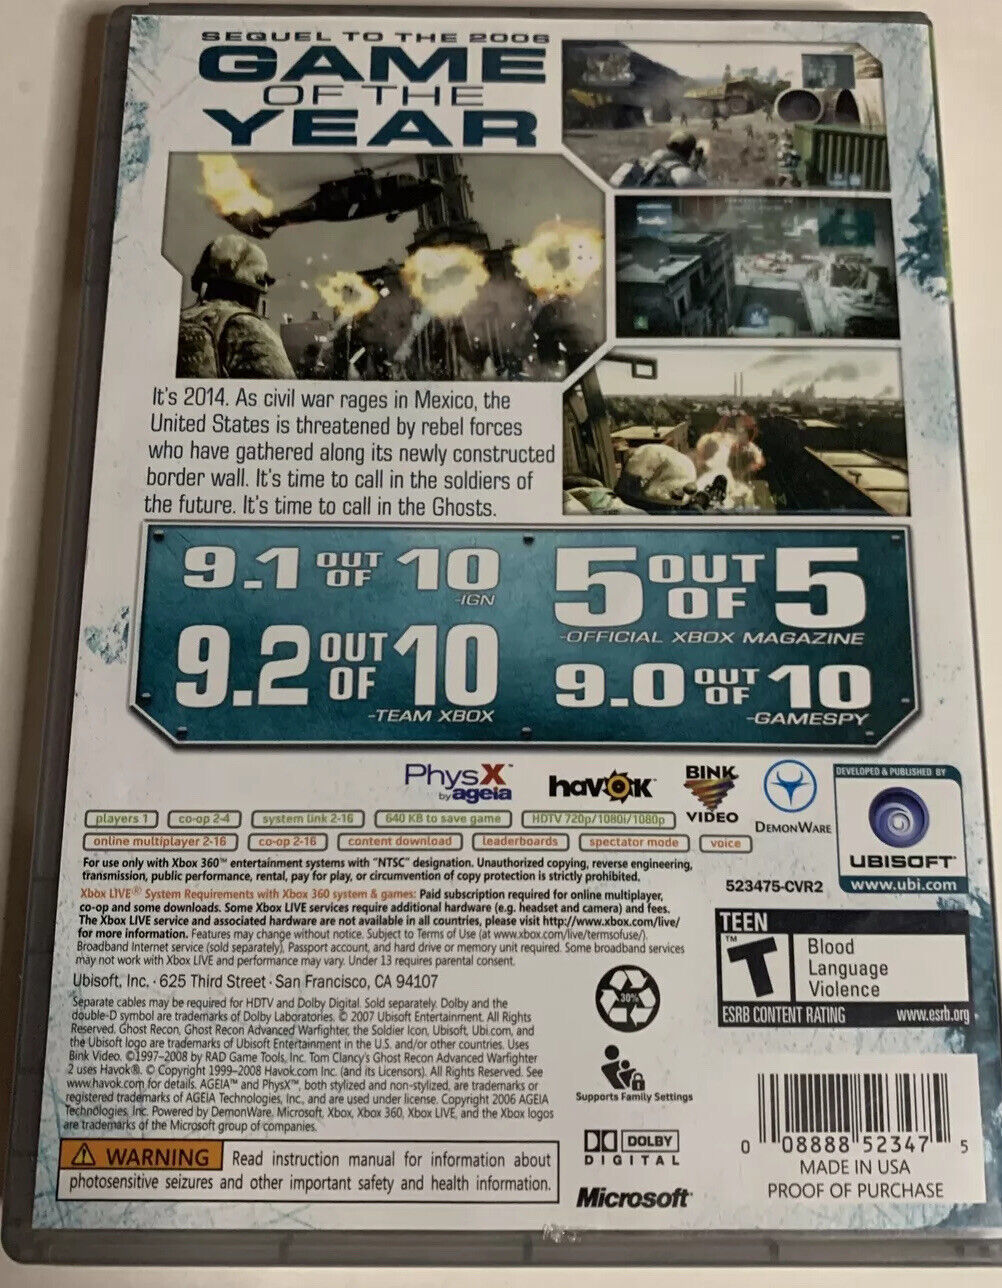 SEQUEL TO THE 2006
GAME
OF THE
YEAR
It's 2014. As civil war rages in Mexico, the
United States is threatened by rebel forces
who have gathered along its newly constructed
border wall. It's time to call in the soldiers of
the future. It's time to call in the Ghosts.
9.1 OUT OF 10
-IGN
5 OUT OF 5
-OFFICIAL XBOX MAGAZINE
9.2 OUT OF 10
-TEAM XBOX
9.0 OUT OF 10
-GAMESPY
PhysX™
by ageia
havok™
BINK
VIDEO
DEMONWARE
DEVELOPED & PUBLISHED BY
UBISOFT™
www.ubi.com
players 1
co-op 2-4
system link 2-16
640 KB to save game
HDTV 720p/1080i/1080p
online multiplayer 2-16
co-op 2-16
content download
leaderboards
spectator mode
voice
For use only with Xbox 360™ entertainment systems with "NTSC" designation. Unauthorized copying, reverse engineering,
transmission, public performance, rental, pay for play, or circumvention of copy protection is strictly prohibited.
523475-CVR2
Xbox LIVE® System Requirements with Xbox 360 system & games: Paid subscription required for online multiplayer,
co-op and some downloads. Some Xbox LIVE services require additional hardware (e.g. headset and camera) and fees.
The Xbox LIVE service and associated hardware are not available in all countries, please visit http://www.xbox.com/live/
for more information. Features may change without notice. Subject to Terms of Use (at www.xbox.com/live/termsofuse/).
Broadband Internet service (sold separately), Passport account, and hard drive or memory unit required. Some broadband services
may not work with Xbox LIVE and performance may vary. Under 13 requires parental consent.
Ubisoft, Inc. · 625 Third Street · San Francisco, CA 94107
Separate cables may be required for HDTV and Dolby Digital. Sold separately. Dolby and the
double-D symbol are trademarks of Dolby Laboratories. © 2007 Ubisoft Entertainment. All Rights
Reserved. Ghost Recon, Ghost Recon Advanced Warfighter, the Soldier Icon, Ubisoft, Ubi.com, and
the Ubisoft logo are trademarks of Ubisoft Entertainment in the U.S. and/or other countries. Uses
Bink Video. ©1997-2008 by RAD Game Tools, Inc. Tom Clancy's Ghost Recon Advanced Warfighter
2 uses Havok®. © Copyright 1999-2008 Havok.com Inc. (and its Licensors). All Rights Reserved. See
www.havok.com for details. AGEIA™ and PhysX™, both stylized and non-stylized, are trademarks or
registered trademarks of AGEIA Technologies, Inc., and are used under license. Copyright 2006 AGEIA
Technologies, Inc. Powered by DemonWare. Microsoft, Xbox, Xbox 360, Xbox LIVE, and the Xbox logos
are trademarks of the Microsoft group of companies.
30%
Supports Family Settings
TEEN
T™
Blood
Language
Violence
ESRB CONTENT RATING www.esrb.org
WARNING Read instruction manual for information about
photosensitive seizures and other important safety and health information.
DOLBY
DIGITAL
Microsoft®
0 08888 52347 5
MADE IN USA
PROOF OF PURCHASE